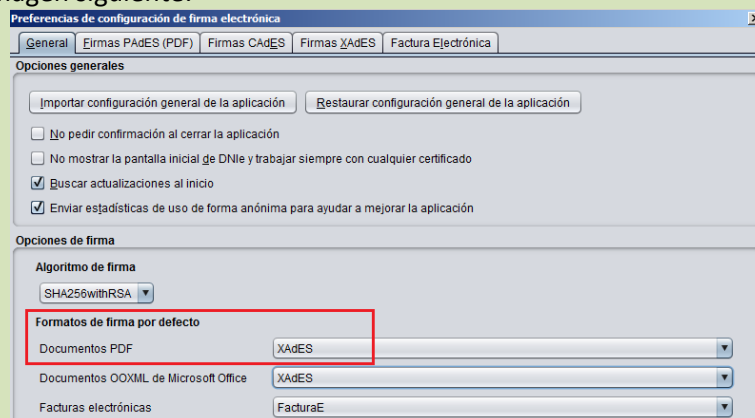 imagen siguiente:
Preferencias de configuración de firma electrónica
General Firmas PAdES (PDF) Firmas CAdES Firmas XAdES Factura Electrónica
Opciones generales
Importar configuración general de la aplicación Restaurar configuración general de la aplicación
No pedir confirmación al cerrar la aplicación
No mostrar la pantalla inicial de DNIe y trabajar siempre con cualquier certificado
Buscar actualizaciones al inicio
Enviar estadísticas de uso de forma anónima para ayudar a mejorar la aplicación
Opciones de firma
Algoritmo de firma
SHA256withRSA
Formatos de firma por defecto
Documentos PDF XAdES
Documentos OOXML de Microsoft Office XAdES
Facturas electrónicas FacturaE